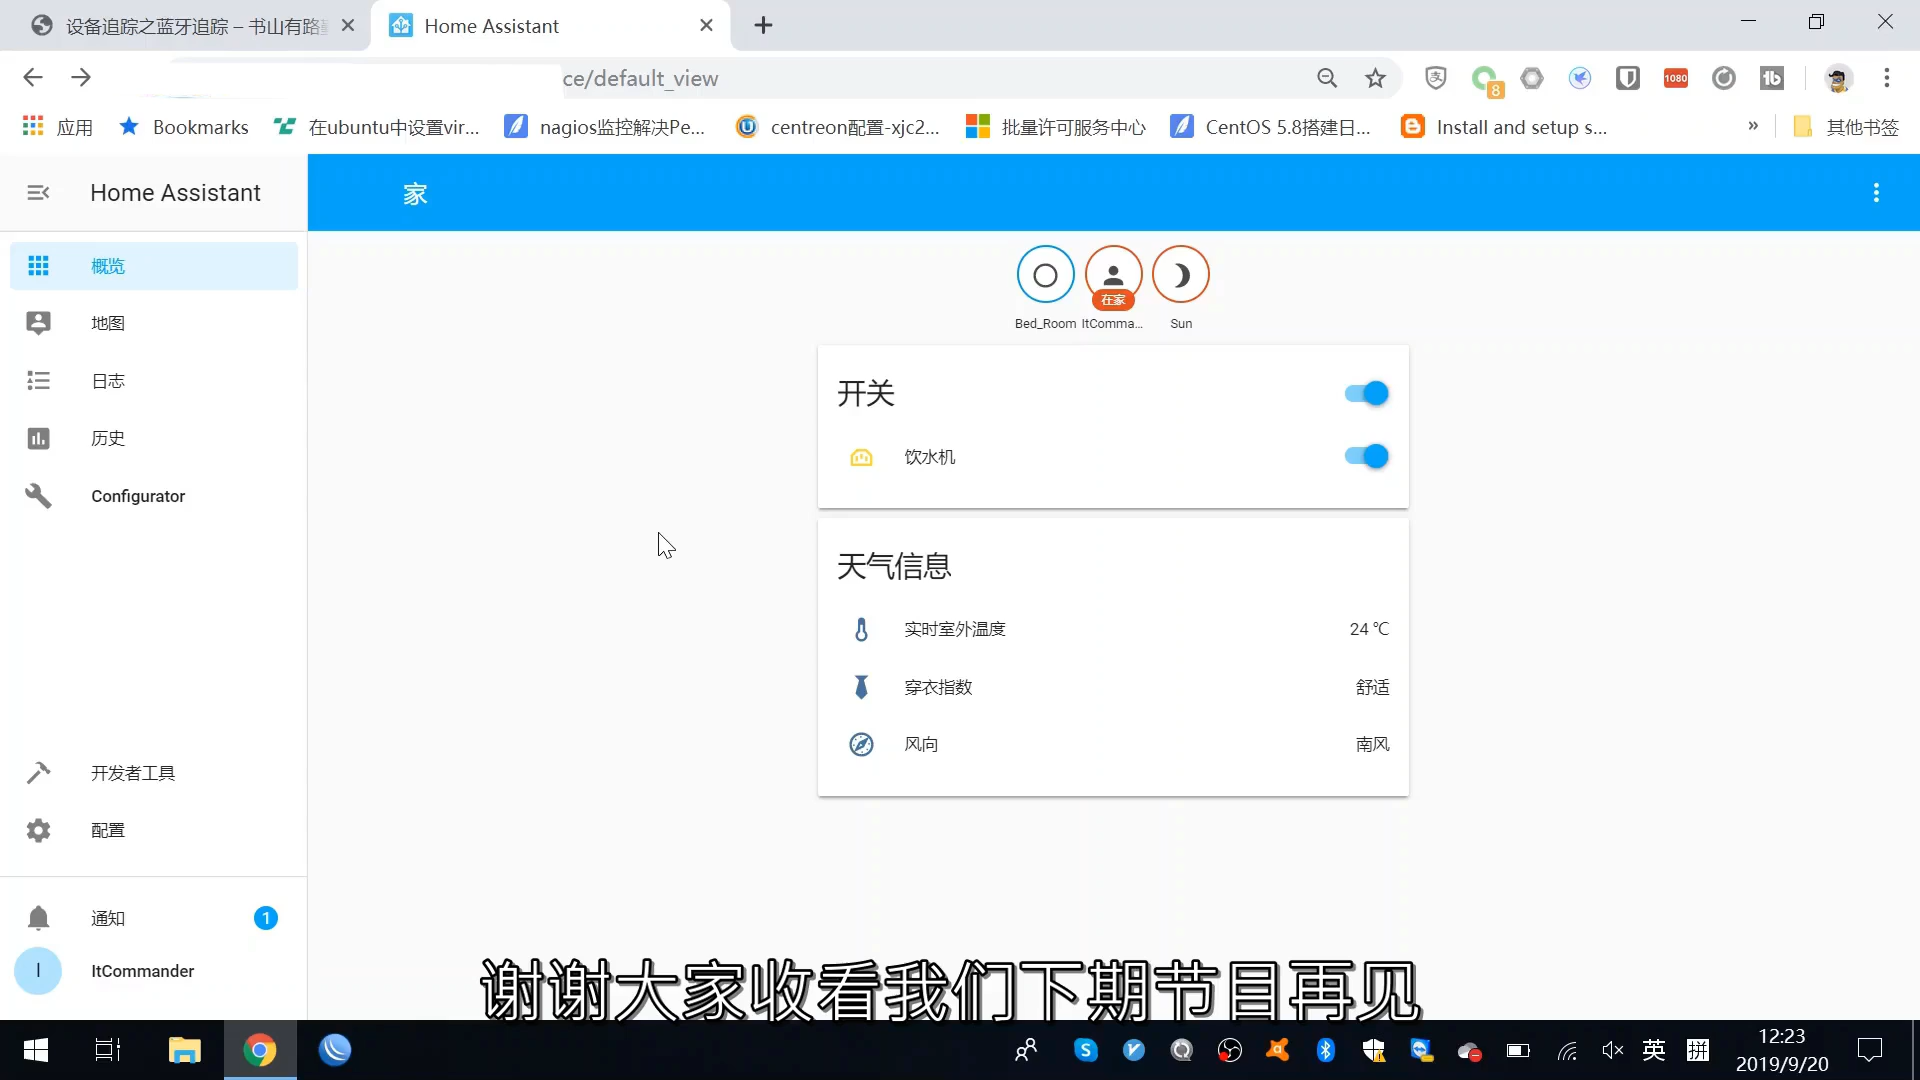 设备追踪之蓝牙追踪 – 书山有路
Home Assistant
ce/default_view
8
1080
应用
Bookmarks
在ubuntu中设置vir...
nagios监控解决Pe...
centreon配置-xjc2...
批量许可服务中心
CentOS 5.8搭建日...
Install and setup s...
»
其他书签
Home Assistant
家
概览
地图
日志
历史
Configurator
开发者工具
配置
通知
1
I
ItCommander
在家
Bed_Room
ItComma...
Sun
开关
饮水机
天气信息
实时室外温度
24 ℃
穿衣指数
舒适
风向
南风
谢谢大家收看我们下期节目再见
英
拼
12:23
2019/9/20